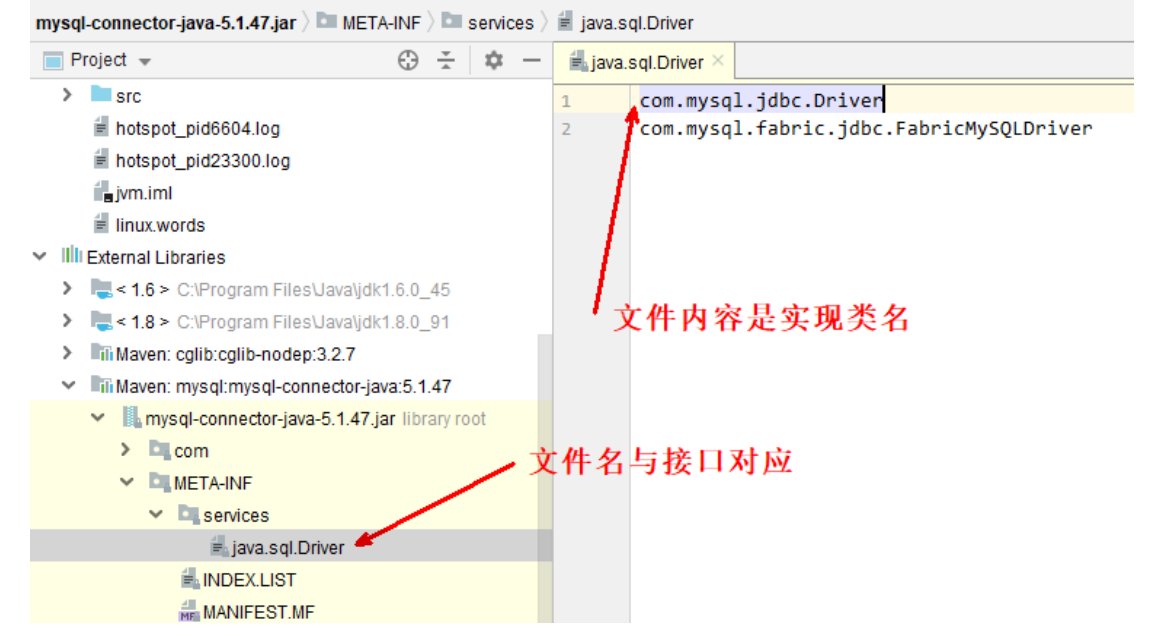 mysql-connector-java-5.1.47.jar META-INF services java.sql.Driver
Project
src
hotspot_pid6604.log
hotspot_pid23300.log
jvm.iml
linux.words
External Libraries
< 1.6 > C:\Program Files\Java\jdk1.6.0_45
< 1.8 > C:\Program Files\Java\jdk1.8.0_91
Maven: cglib:cglib-nodep:3.2.7
Maven: mysql:mysql-connector-java:5.1.47
mysql-connector-java-5.1.47.jar library root
com
META-INF
services
java.sql.Driver
INDEX.LIST
MF MANIFEST.MF
java.sql.Driver
1 com.mysql.jdbc.Driver
2 com.mysql.fabric.jdbc.FabricMySQLDriver
文件内容是实现类名
文件名与接口对应